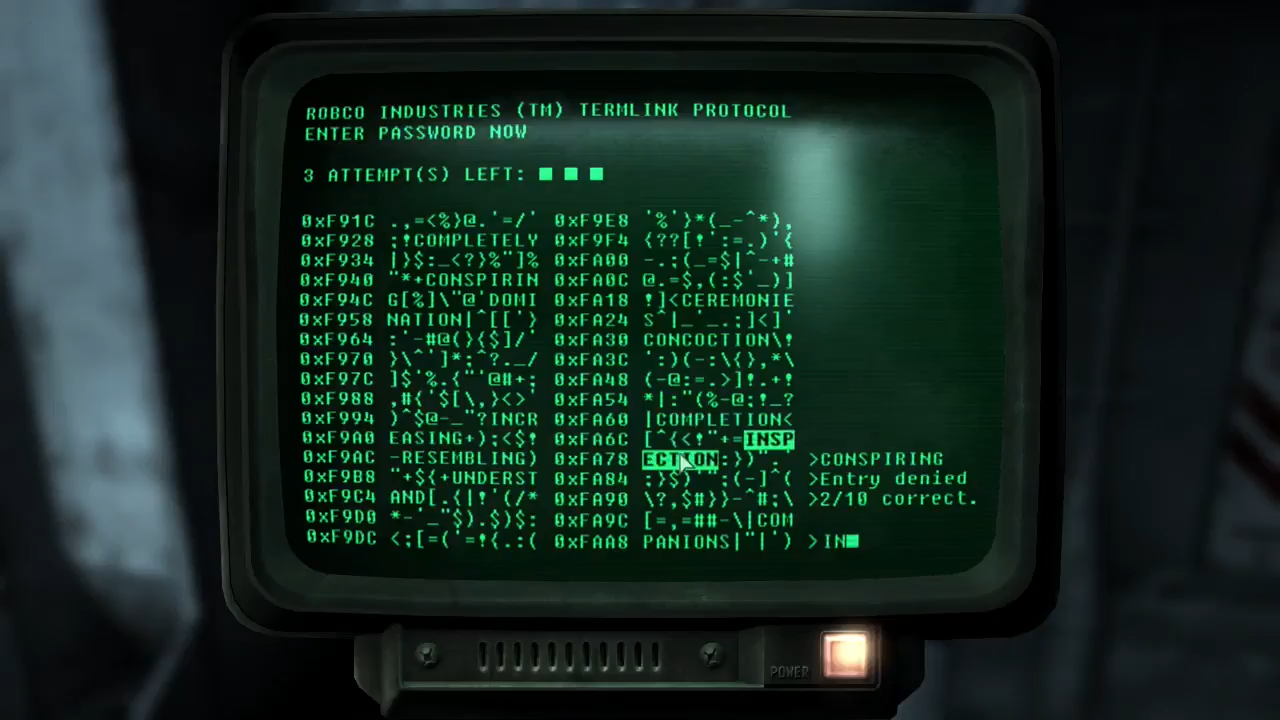 ROBCO INDUSTRIES (TM) TERMLINK PROTOCOL
ENTER PASSWORD NOW
3 ATTEMPT(S) LEFT: ■ ■ ■
0xF91C .,=<%}@.'=/' 0xF9E8 '%'}*(_-^*),
0xF928 ;!COMPLETELY 0xF9F4 {??[!':=.)'{
0xF934 |}$:_<?}%"]% 0xFA00 -.:(_=$|^-+#
0xF940 "*+CONSPIRIN 0xFA0C @.=$,(:$'_)]
0xF94C G[%]\"@'DOMI 0xFA18 !]<CEREMONIE
0xF958 NATION|^[['} 0xFA24 S^|_'_.;]<]'
0xF964 :'-#@(}{$]/' 0xFA30 CONCOCTION\!
0xF970 }\^']*;^?._/ 0xFA3C ':)(-:\{},*\
0xF97C ]$'%.{"'@#+; 0xFA48 (-@:=.>]!.+!
0xF988 ,#{'$[\,}<>' 0xFA54 *|:"(%-@;!_?
0xF994 )^$@-_"?INCR 0xFA60 |COMPLETION<
0xF9A0 EASING+);<$! 0xFA6C [^{<!"+=INSP
0xF9AC -RESEMBLING) 0xFA78 ECTION:})".' >CONSPIRING
0xF9B8 "+${+UNDERST 0xFA84 :}$)'":(-]^( >Entry denied
0xF9C4 AND[.{|!'(/* 0xFA90 \?,$#}}-^#;\ >2/10 correct.
0xF9D0 *-'_"$).$)$: 0xFA9C [=,=##-\|COM
0xF9DC <;[=('=!{.:( 0xFAA8 PANIONS|"|') >IN■
POWER